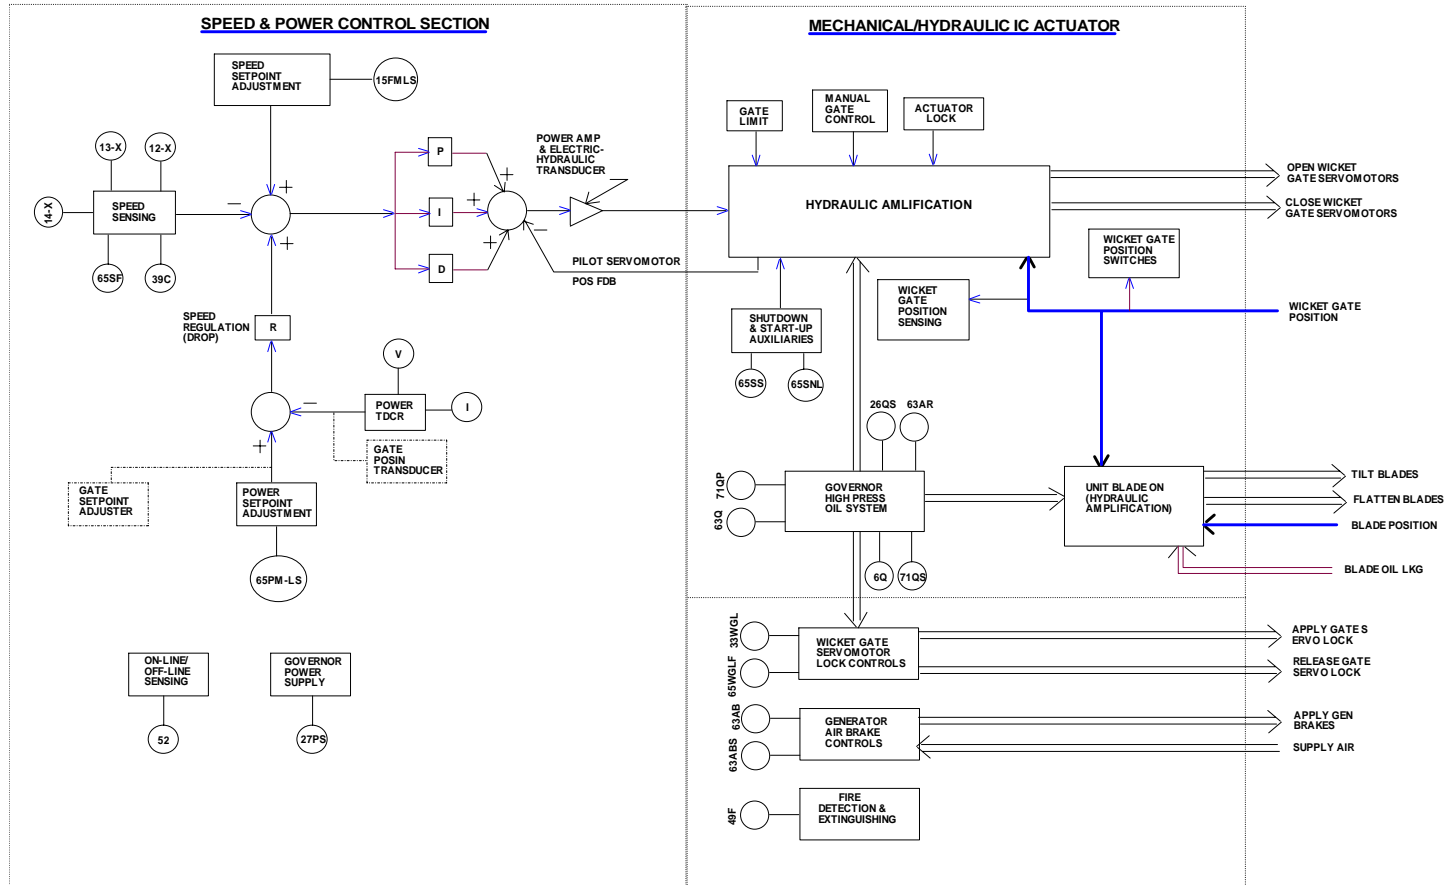 SPEED & POWER CONTROL SECTION
MECHANICAL/HYDRAULIC IC ACTUATOR
SPEED
SETPOINT
ADJUSTMENT
15FMLS
13-X
12-X
14-X
SPEED
SENSING
65SF
39C
+
−
+
P
I
D
+
+
+
−
POWER AMP
& ELECTRIC-
HYDRAULIC
TRANSDUCER
PILOT SERVOMOTOR
POS FDB
SPEED
REGULATION
(DROP)
R
V
POWER
TDCR
I
−
+
GATE
POSIN
TRANSDUCER
GATE
SETPOINT
ADJUSTER
POWER
SETPOINT
ADJUSTMENT
65PM-LS
ON-LINE/
OFF-LINE
SENSING
52
GOVERNOR
POWER
SUPPLY
27PS
GATE
LIMIT
MANUAL
GATE
CONTROL
ACTUATOR
LOCK
HYDRAULIC AMLIFICATION
OPEN WICKET
GATE SERVOMOTORS
CLOSE WICKET
GATE SERVOMOTORS
WICKET GATE
POSITION
SWITCHES
WICKET
GATE
POSITION
SENSING
WICKET GATE
POSITION
SHUTDOWN
& START-UP
AUXILIARIES
65SS
65SNL
26QS
63AR
71QP
63Q
GOVERNOR
HIGH PRESS
OIL SYSTEM
6Q
71QS
UNIT BLADE ON
(HYDRAULIC
AMPLIFICATION)
TILT BLADES
FLATTEN BLADES
BLADE POSITION
BLADE OIL LKG
33WGL
65WGLF
WICKET GATE
SERVOMOTOR
LOCK CONTROLS
APPLY GATE S
ERVO LOCK
RELEASE GATE
SERVO LOCK
63AB
63ABS
GENERATOR
AIR BRAKE
CONTROLS
APPLY GEN
BRAKES
SUPPLY AIR
49F
FIRE
DETECTION &
EXTINGUISHING